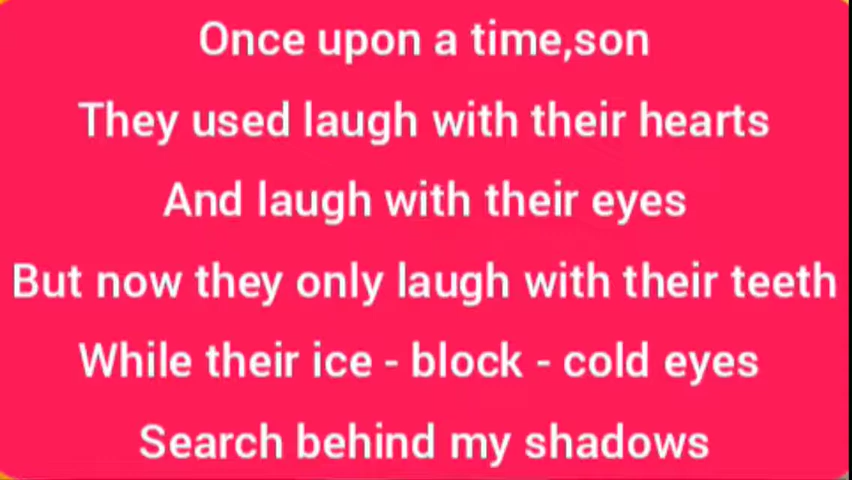 Once upon a time,son
They used laugh with their hearts
And laugh with their eyes
But now they only laugh with their teeth
While their ice - block - cold eyes
Search behind my shadows